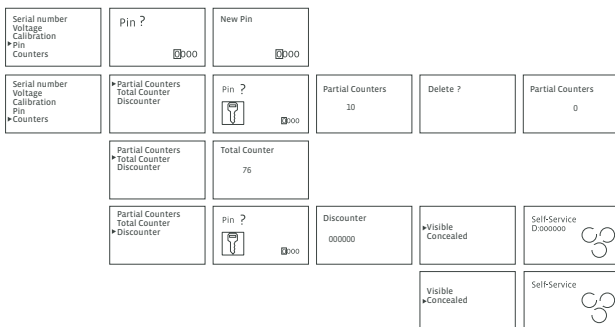 Serial number
Voltage
Calibration
▶Pin
Counters
Pin ?
0000
New Pin
0000
Serial number
Voltage
Calibration
Pin
▶Counters
▶Partial Counters
Total Counter
Discounter
Pin ?
0000
Partial Counters
10
Delete ?
Partial Counters
0
Partial Counters
▶Total Counter
Discounter
Total Counter
76
Partial Counters
Total Counter
▶Discounter
Pin ?
0000
Discounter
000000
▶Visible
Concealed
Self-Service
D:000000
Visible
▶Concealed
Self-Service